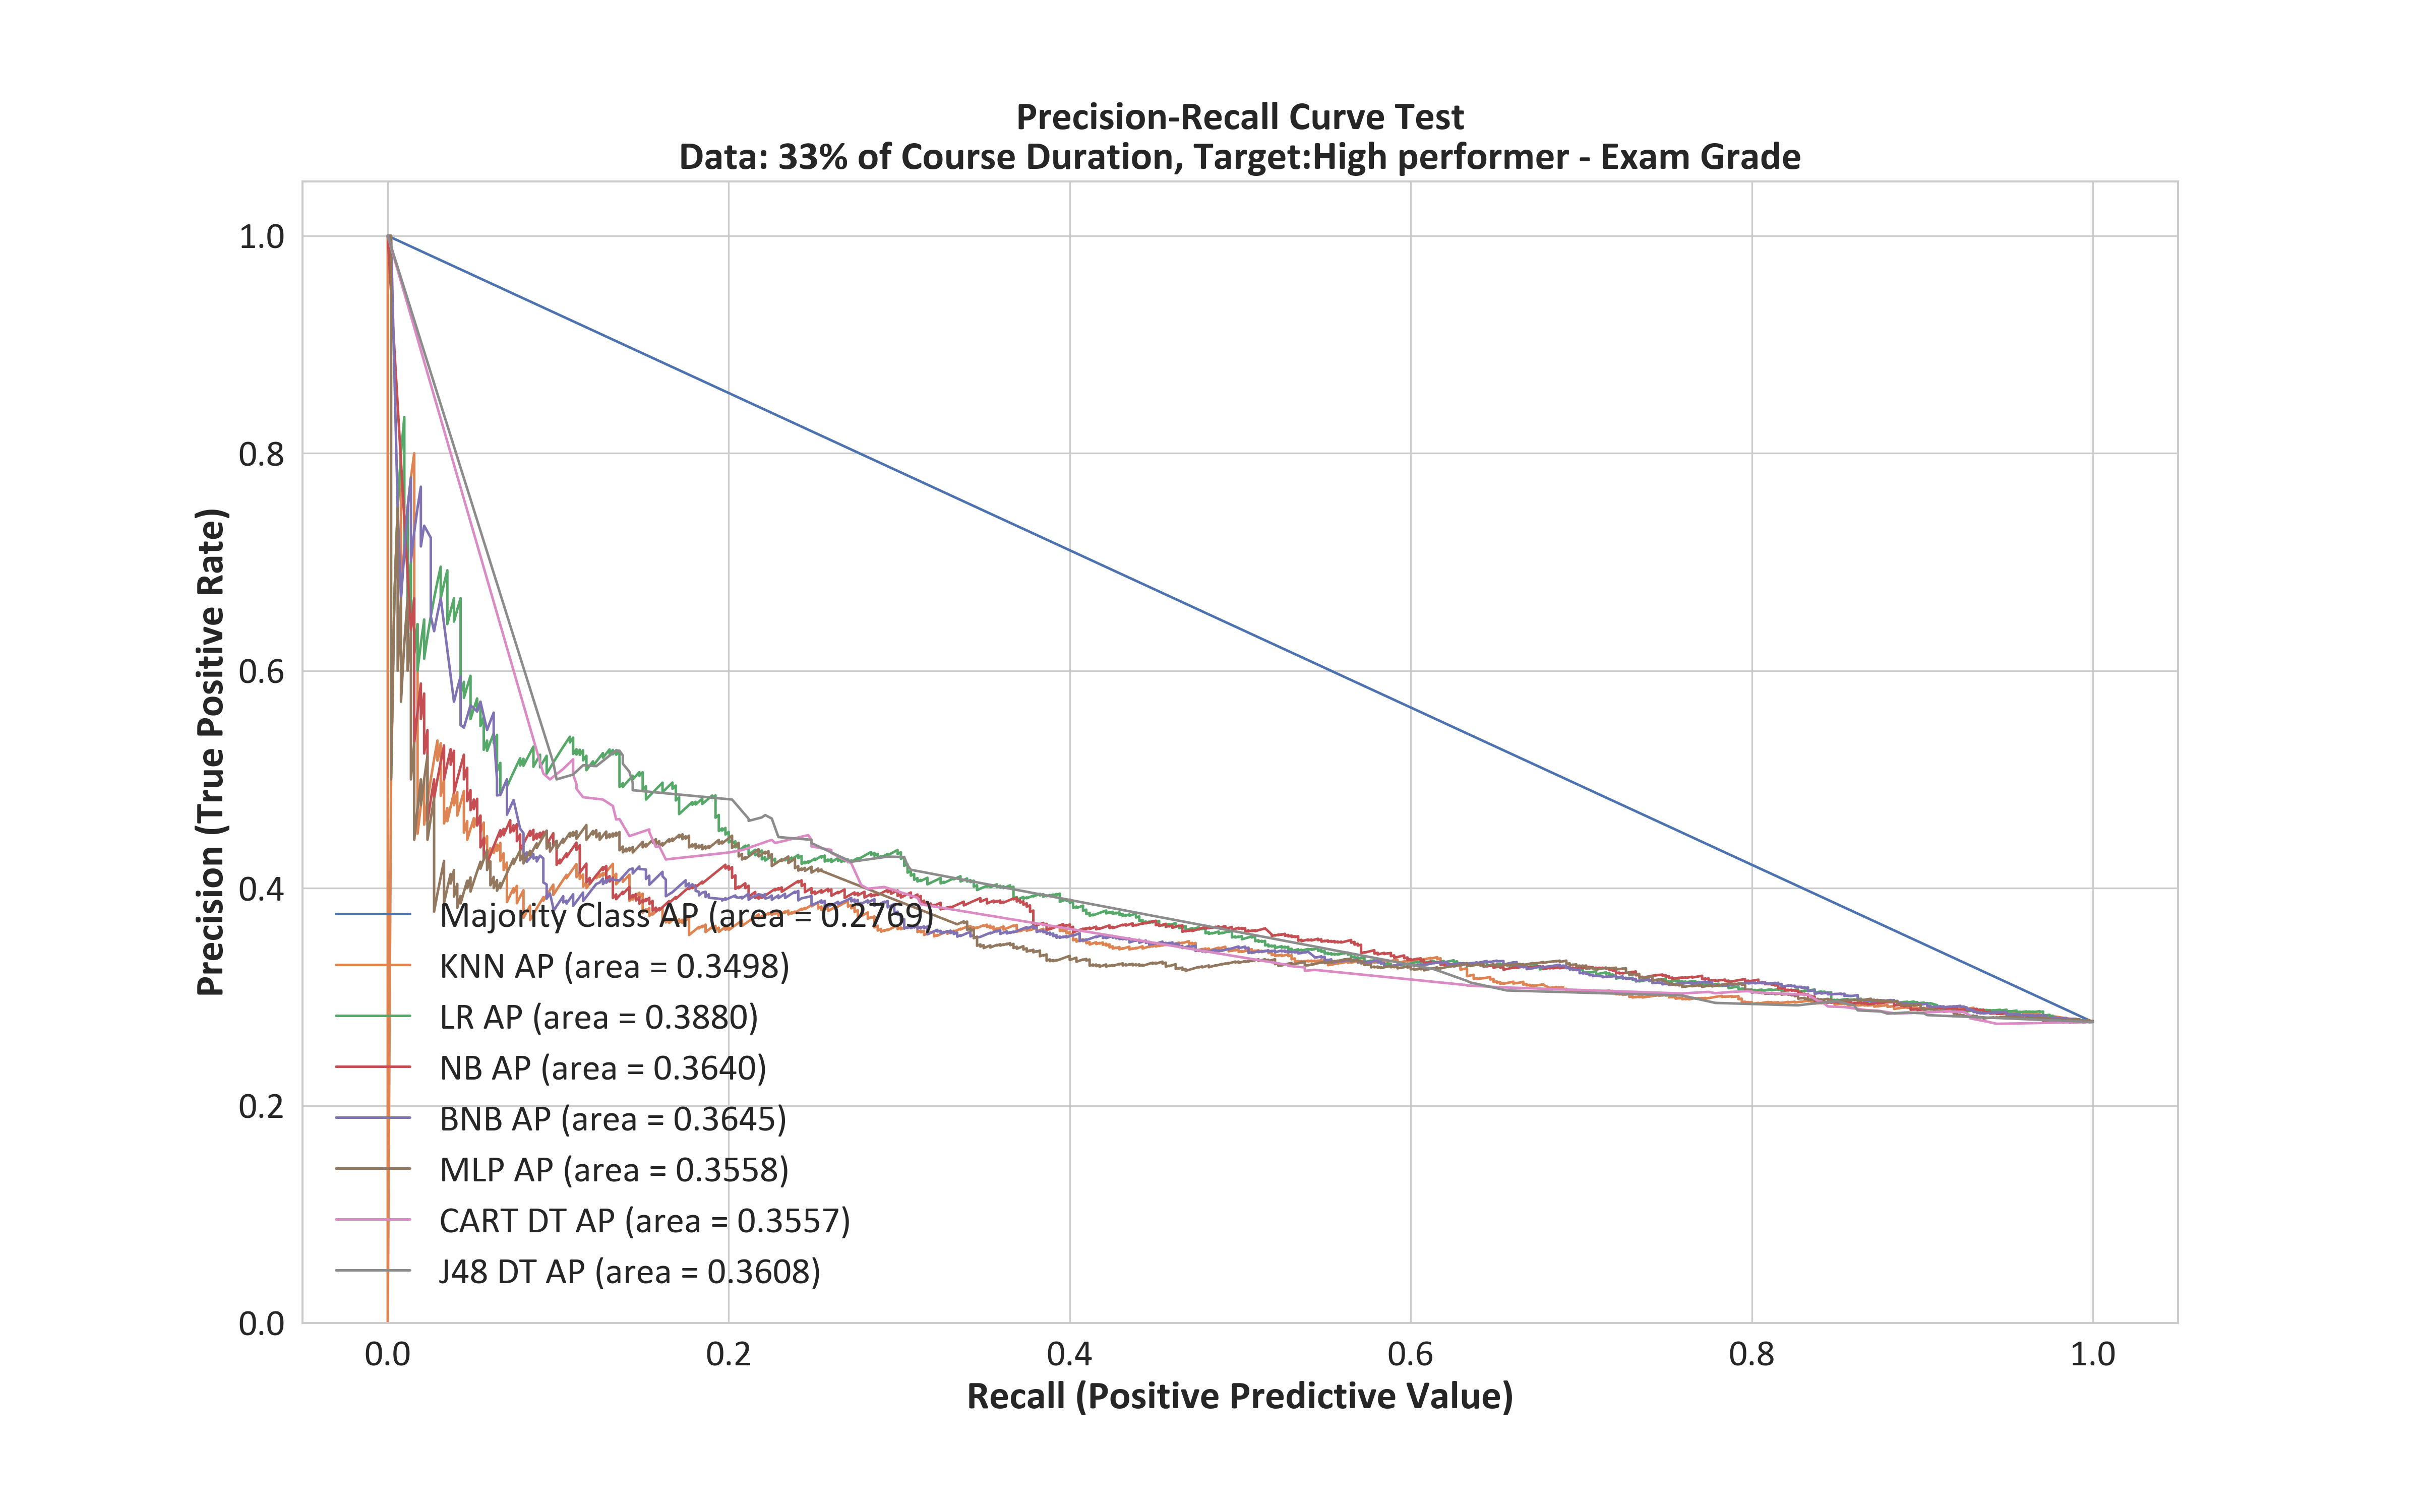 Precision-Recall Curve Test
Data: 33% of Course Duration, Target:High performer - Exam Grade
Precision (True Positive Rate)
1.0
0.8
0.6
0.4
0.2
0.0
Majority Class AP (area = 0.2769)
KNN AP (area = 0.3498)
LR AP (area = 0.3880)
NB AP (area = 0.3640)
BNB AP (area = 0.3645)
MLP AP (area = 0.3558)
CART DT AP (area = 0.3557)
J48 DT AP (area = 0.3608)
0.0 0.2 0.4 0.6 0.8 1.0
Recall (Positive Predictive Value)